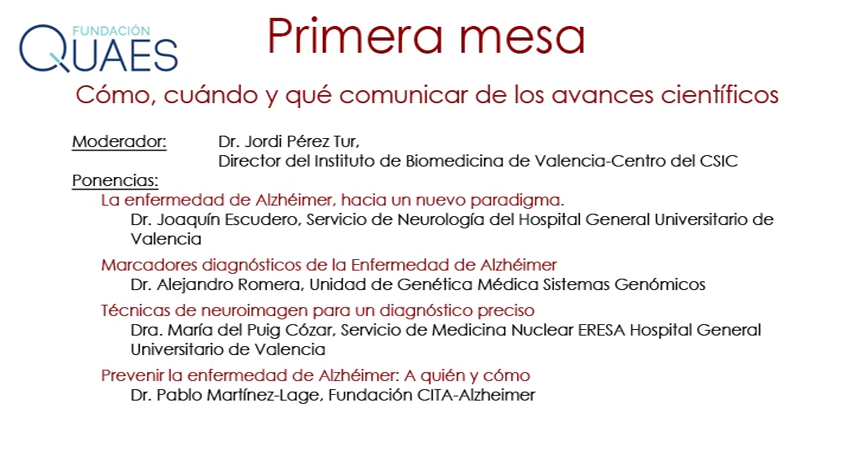 FUNDACIÓN
QUAES
Primera mesa
Cómo, cuándo y qué comunicar de los avances científicos
Moderador: Dr. Jordi Pérez Tur,
Director del Instituto de Biomedicina de Valencia-Centro del CSIC
Ponencias:
La enfermedad de Alzhéimer, hacia un nuevo paradigma.
Dr. Joaquín Escudero, Servicio de Neurología del Hospital General Universitario de
Valencia
Marcadores diagnósticos de la Enfermedad de Alzhéimer
Dr. Alejandro Romera, Unidad de Genética Médica Sistemas Genómicos
Técnicas de neuroimagen para un diagnóstico preciso
Dra. María del Puig Cózar, Servicio de Medicina Nuclear ERESA Hospital General
Universitario de Valencia
Prevenir la enfermedad de Alzhéimer: A quién y cómo
Dr. Pablo Martínez-Lage, Fundación CITA-Alzheimer